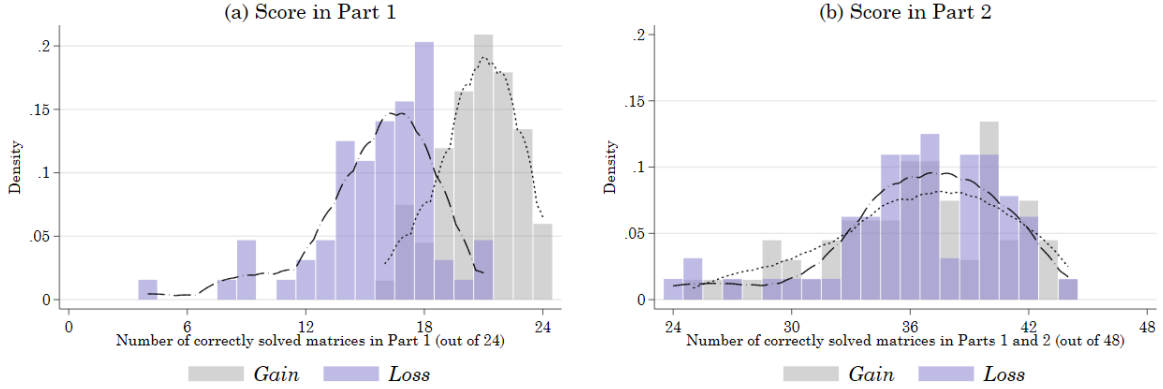 (a) Score in Part 1
.2
.15
.1
.05
0
Density
0 6 12 18 24
Number of correctly solved matrices in Part 1 (out of 24)
Gain Loss
(b) Score in Part 2
.2
.15
.1
.05
0
Density
24 30 36 42 48
Number of correctly solved matrices in Parts 1 and 2 (out of 48)
Gain Loss